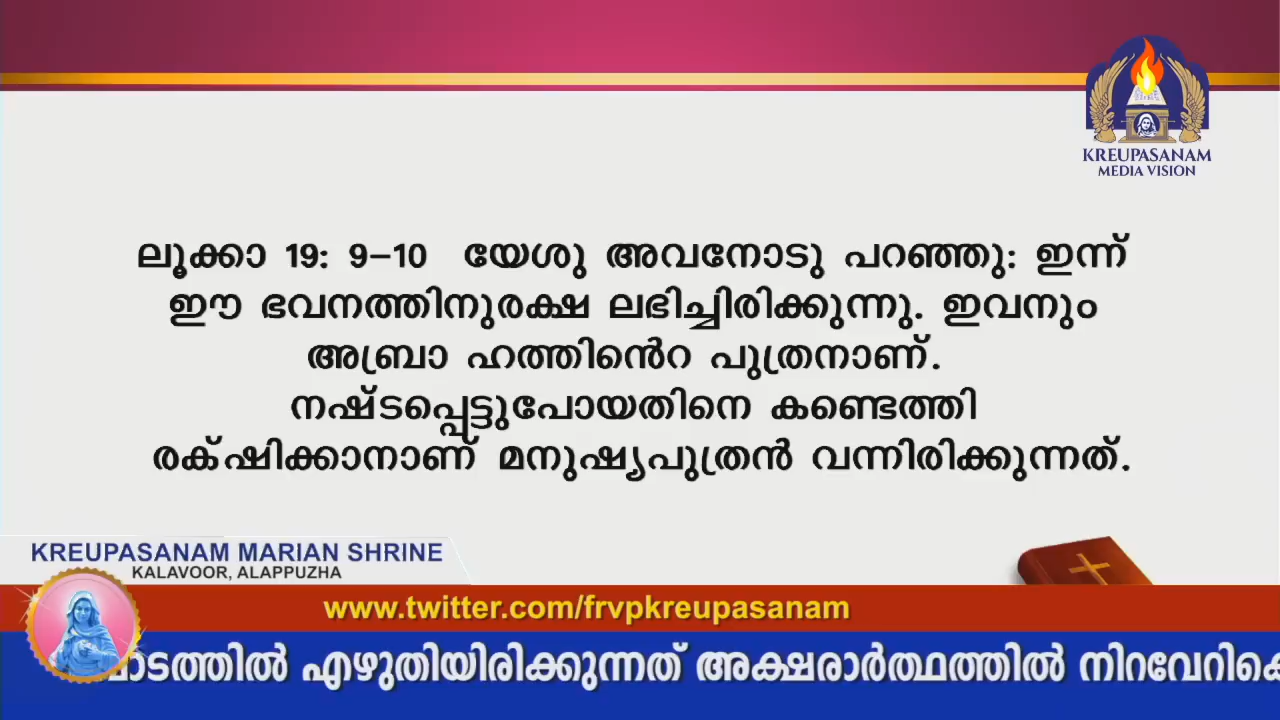 KREUPASANAM
MEDIA VISION
ലൂക്കാ 19: 9-10 യേശു അവനോടു പറഞ്ഞു: ഇന്ന്
ഈ ഭവനത്തിനുരക്ഷ ലഭിച്ചിരിക്കുന്നു. ഇവനും
അബ്രാ ഹത്തിന്‍െറ പുത്രനാണ്.
നഷ്ടപ്പെട്ടുപോയതിനെ കണ്ടെത്തി
രക്‌ഷിക്കാനാണ് മനുഷ്യപുത്രൻ വന്നിരിക്കുന്നത്.
KREUPASANAM MARIAN SHRINE
KALAVOOR, ALAPPUZHA
www.twitter.com/frvpkreupasanam
എഴുതിയിരിക്കുന്നത് അക്ഷരാർത്ഥത്തിൽ